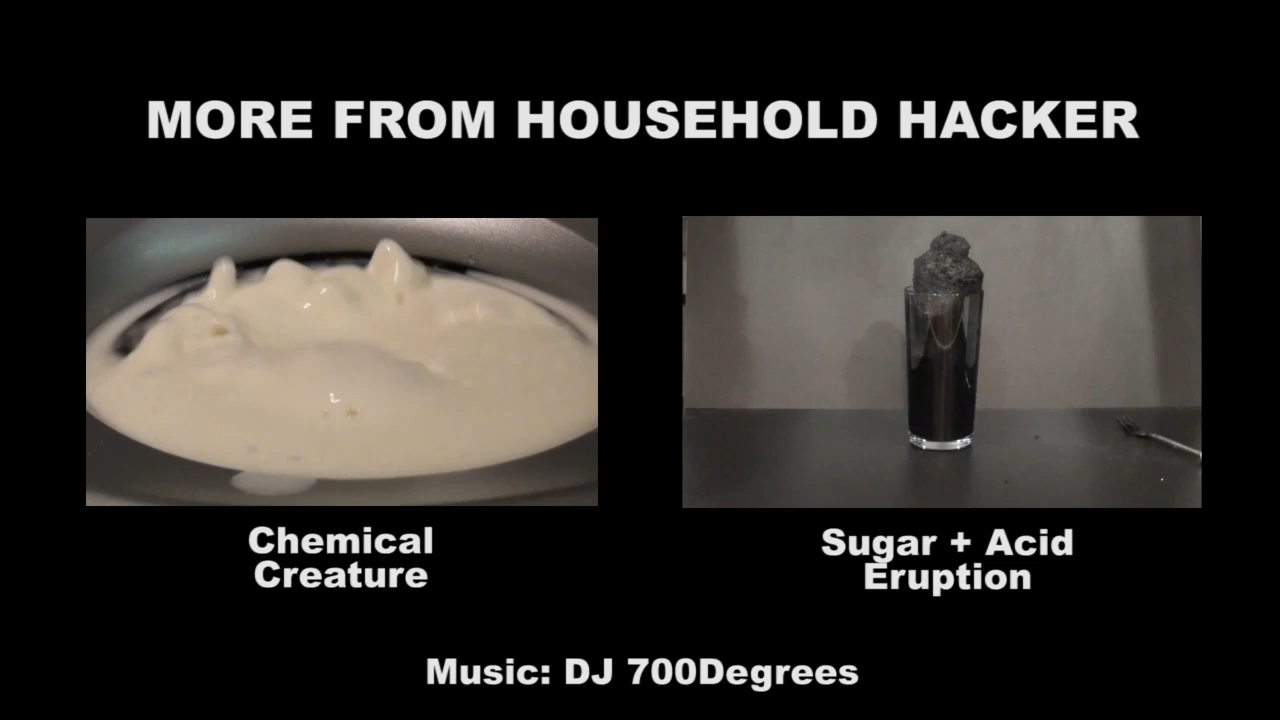 MORE FROM HOUSEHOLD HACKER
Chemical
Creature
Sugar + Acid
Eruption
Music: DJ 700Degrees